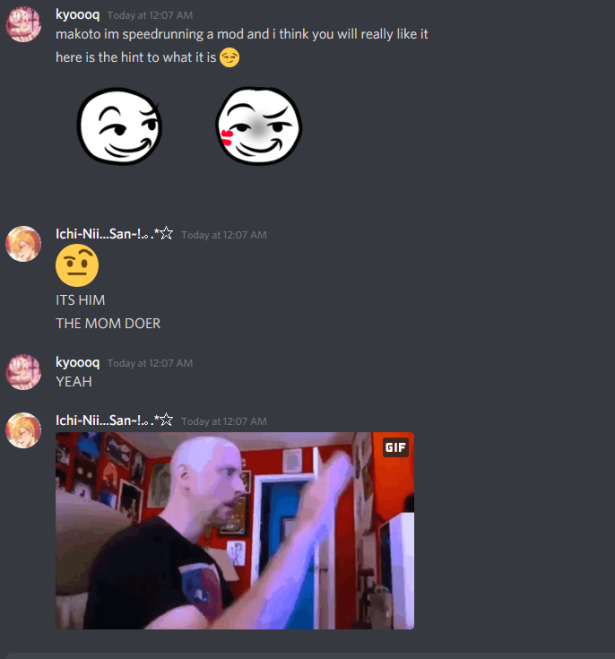 kyoooq Today at 12:07 AM
makoto im speedrunning a mod and i think you will really like it
here is the hint to what it is 😏
Ichi-Nii...San~!｡.*☆ Today at 12:07 AM
🤨
ITS HIM
THE MOM DOER
kyoooq Today at 12:07 AM
YEAH
Ichi-Nii...San~!｡.*☆ Today at 12:07 AM
GIF